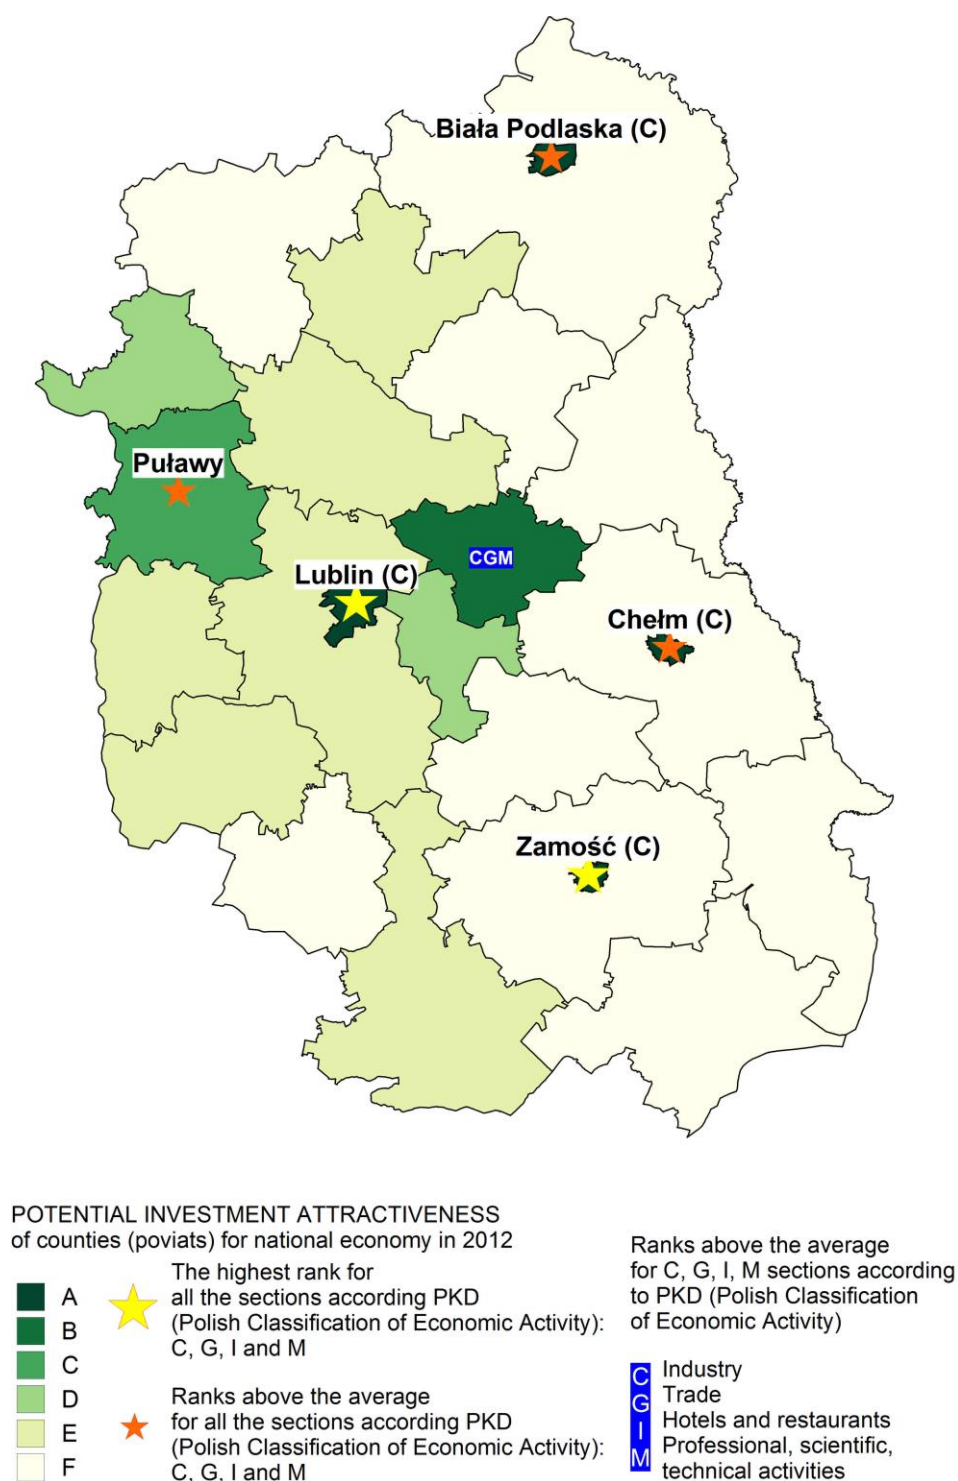 Biała Podlaska (C)
Puławy
CGM
Lublin (C)
Chełm (C)
Zamość (C)
POTENTIAL INVESTMENT ATTRACTIVENESS
of counties (poviats) for national economy in 2012
A
B
C
D
E
F
The highest rank for
all the sections according PKD
(Polish Classification of Economic Activity):
C, G, I and M
Ranks above the average
for all the sections according PKD
(Polish Classification of Economic Activity):
C, G, I and M
Ranks above the average
for C, G, I, M sections according
to PKD (Polish Classification
of Economic Activity)
C Industry
G Trade
I Hotels and restaurants
M Professional, scientific,
technical activities